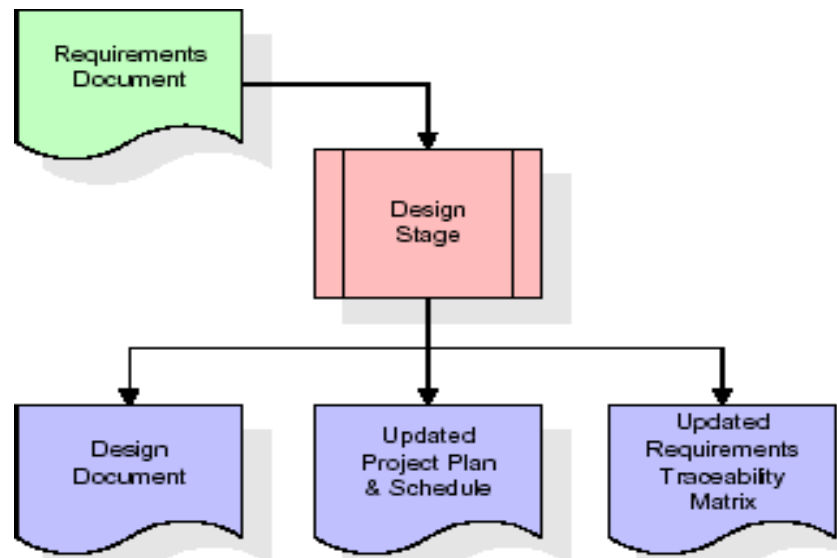 Requirements
Document
Design
Stage
Design
Document
Updated
Project Plan
& Schedule
Updated
Requirements
Traceability
Matrix